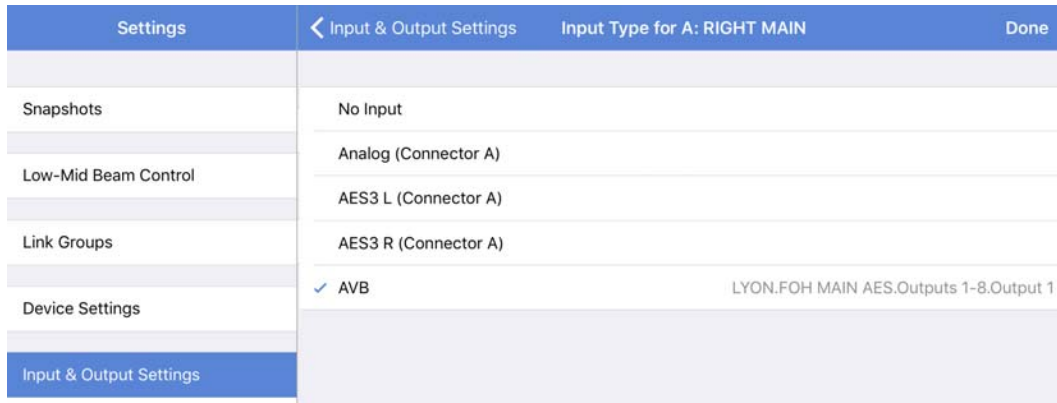 Settings
Input & Output Settings
Input Type for A: RIGHT MAIN
Done
Snapshots
Low-Mid Beam Control
Link Groups
Device Settings
Input & Output Settings
No Input
Analog (Connector A)
AES3 L (Connector A)
AES3 R (Connector A)
AVB LYON.FOH MAIN AES.Outputs 1-8.Output 1